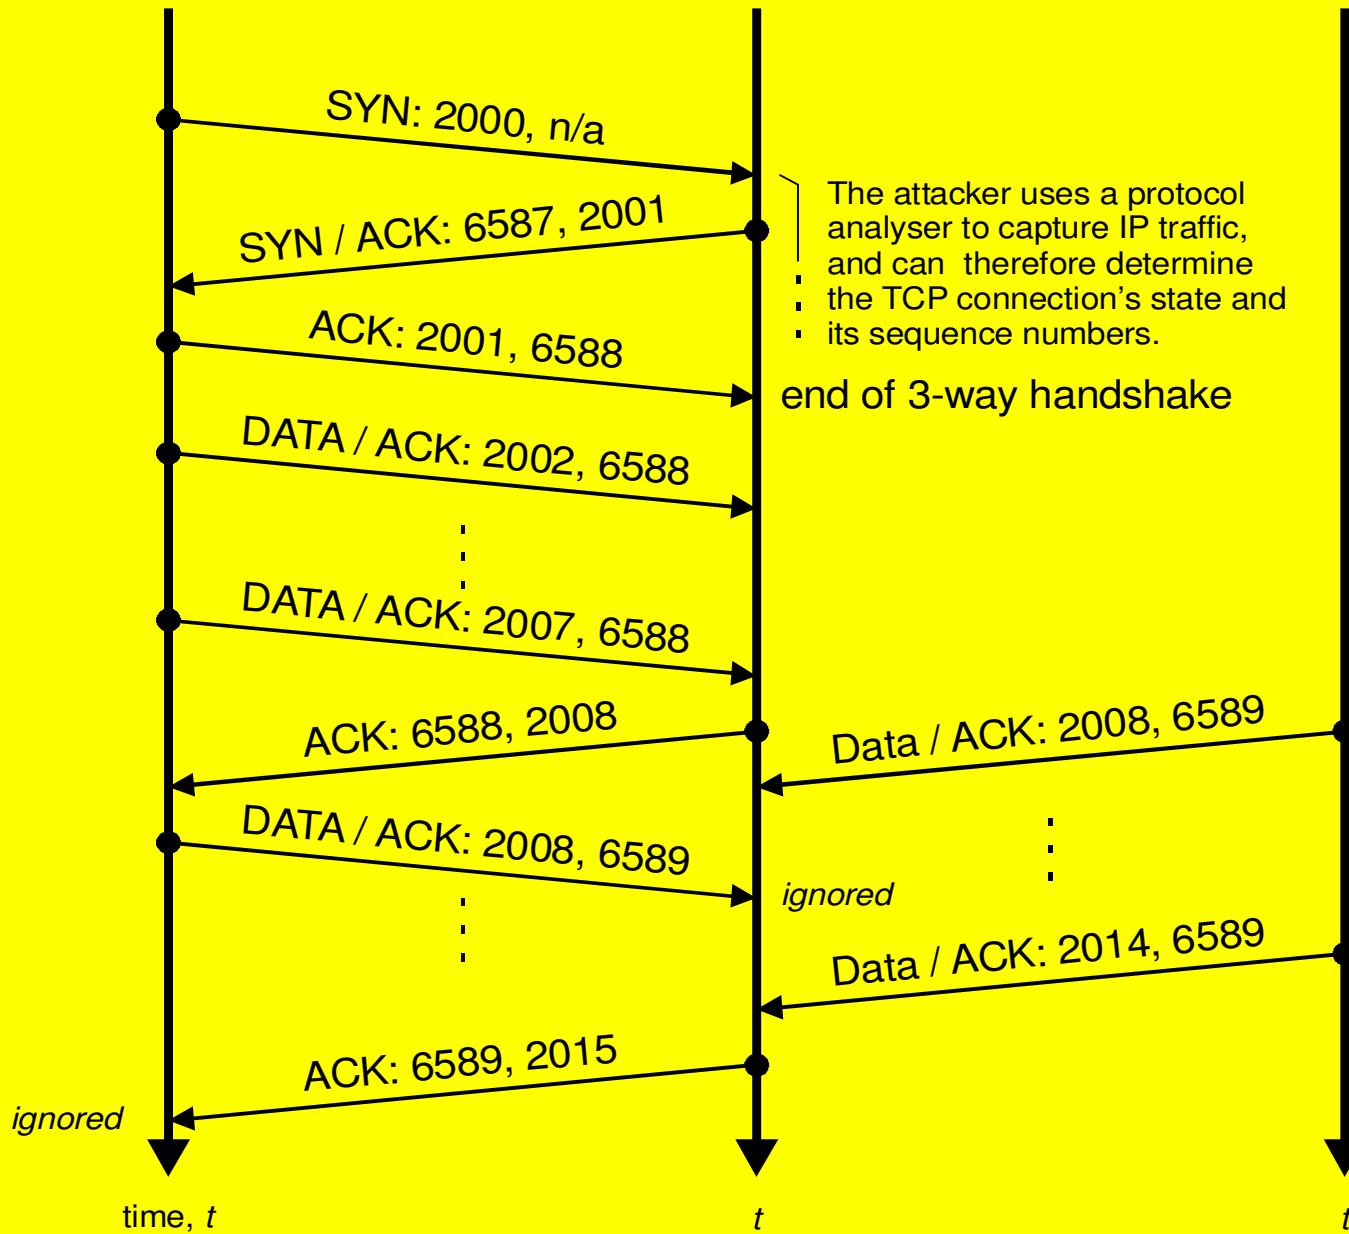 SYN: 2000, n/a
The attacker uses a protocol
analyser to capture IP traffic,
and can therefore determine
the TCP connection's state and
its sequence numbers.
SYN / ACK: 6587, 2001
ACK: 2001, 6588
end of 3-way handshake
DATA / ACK: 2002, 6588
DATA / ACK: 2007, 6588
ACK: 6588, 2008
Data / ACK: 2008, 6589
DATA / ACK: 2008, 6589
ignored
Data / ACK: 2014, 6589
ACK: 6589, 2015
ignored
time, t
t
t